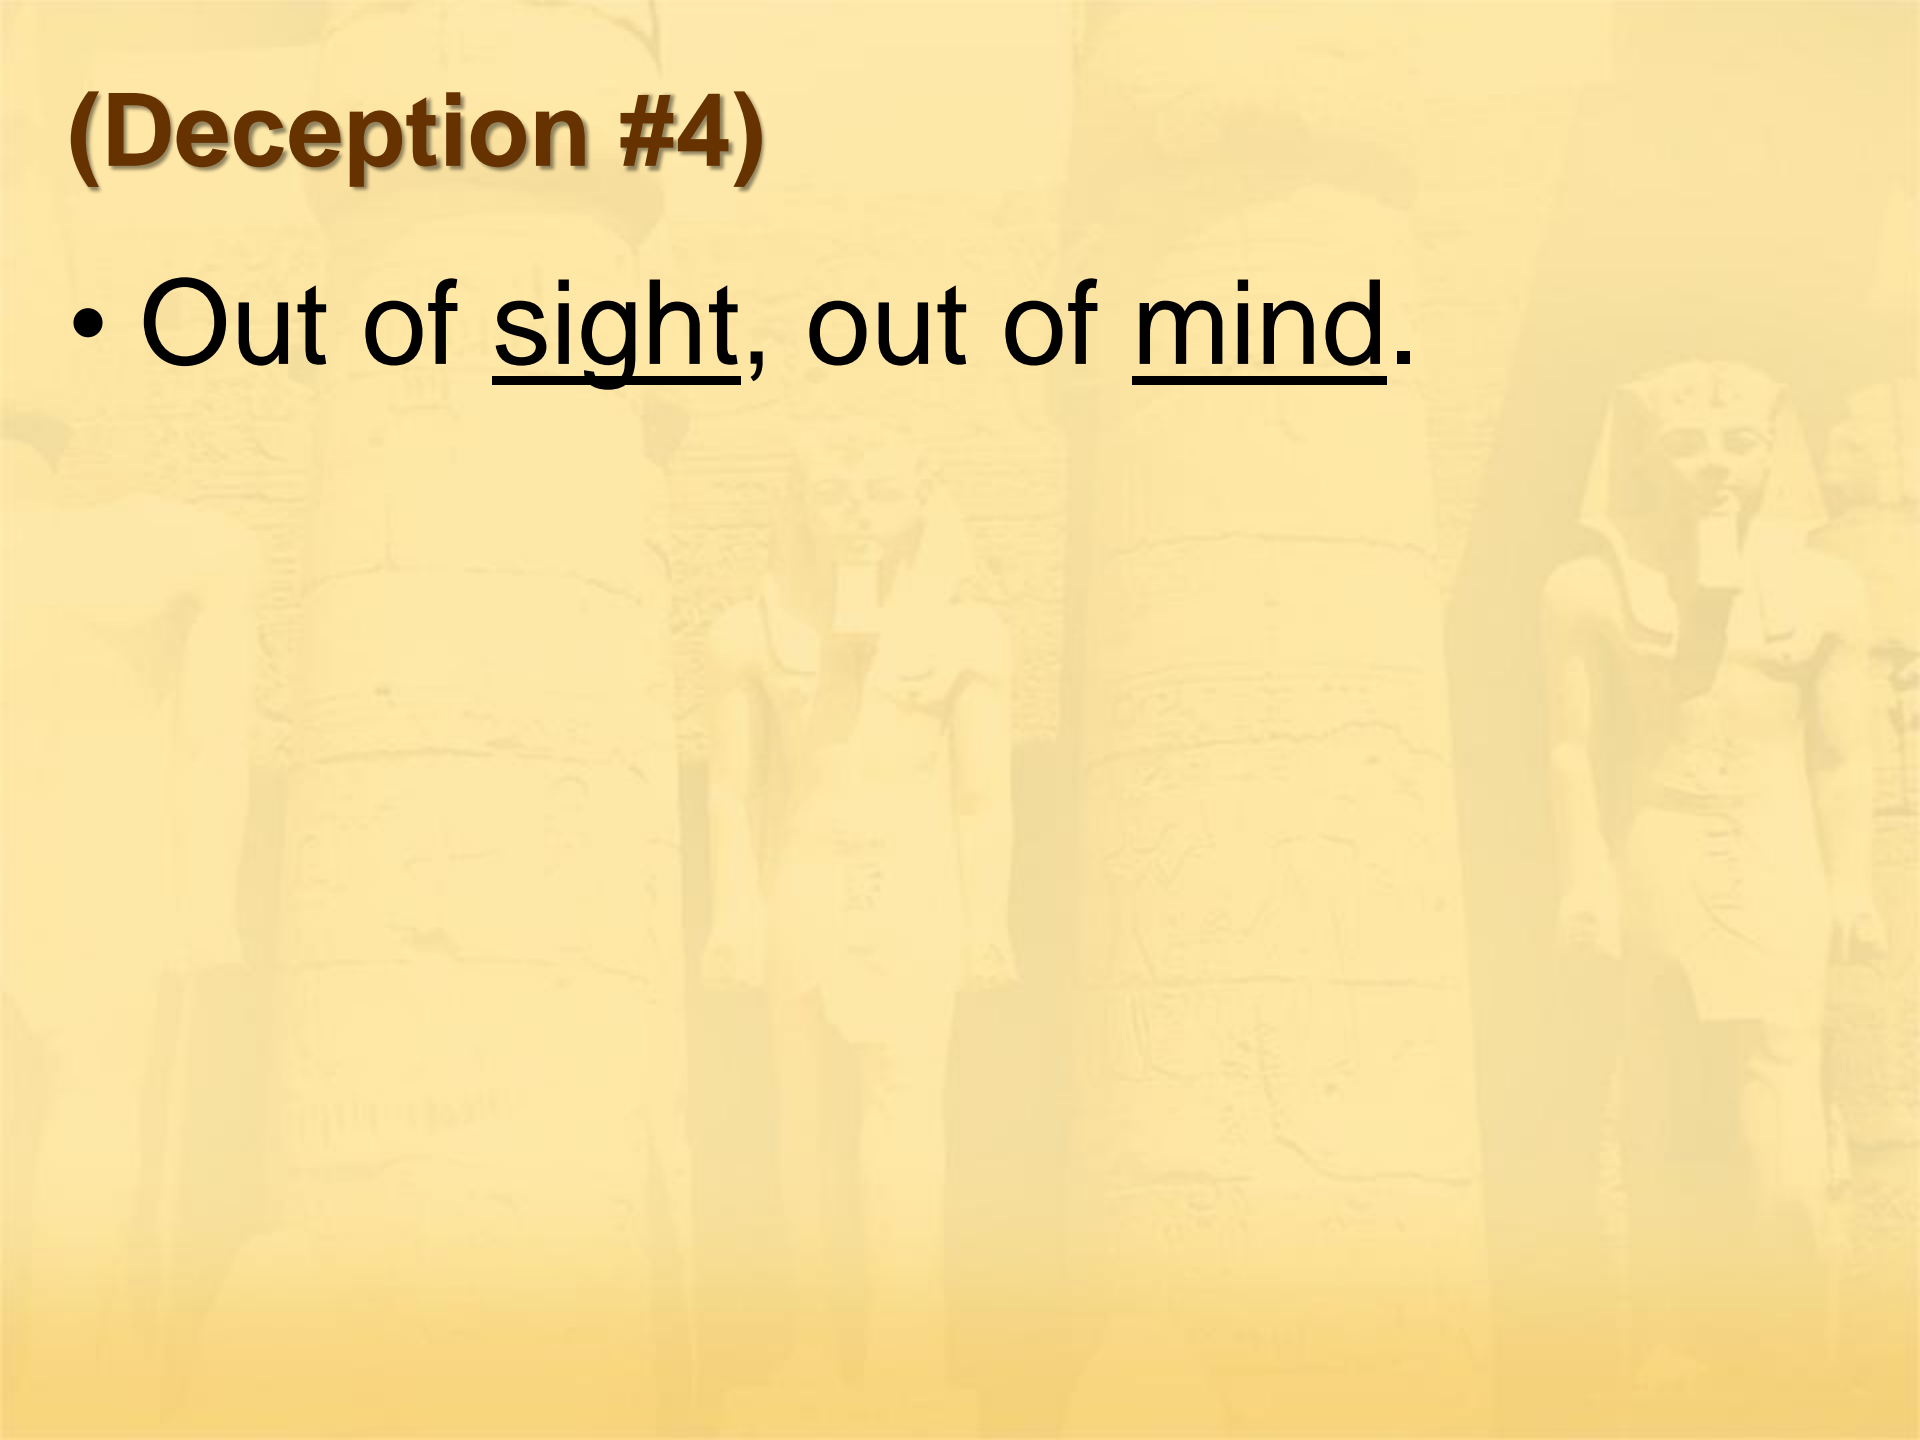 (Deception #4)
• Out of sight, out of mind.